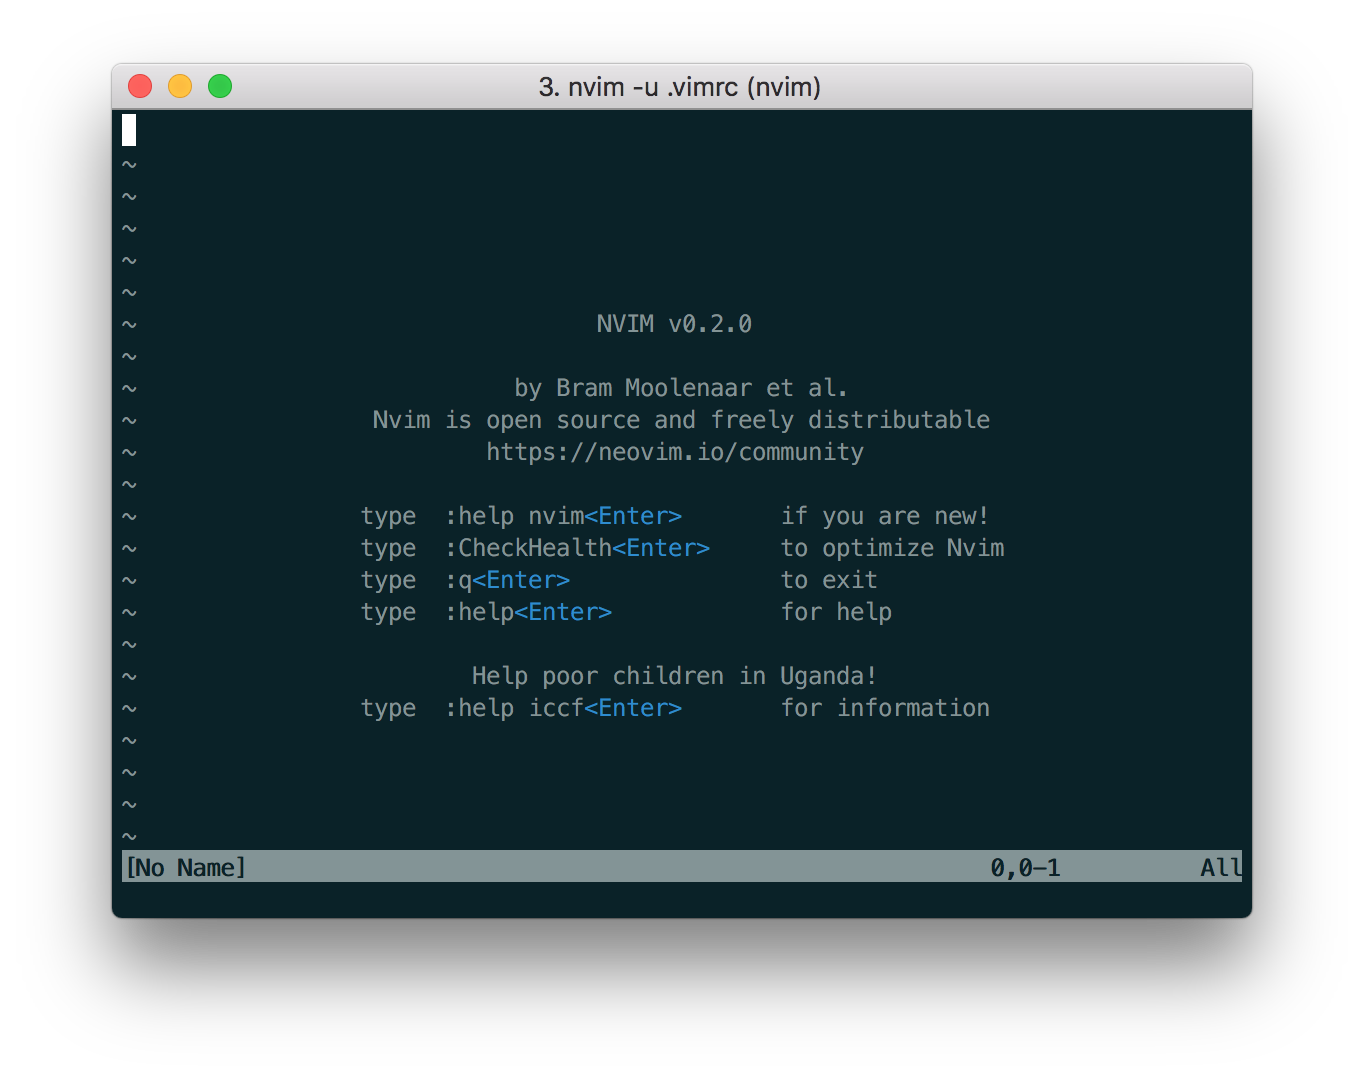 3. nvim -u .vimrc (nvim)
~
~
~
~
~
~ NVIM v0.2.0
~
~ by Bram Moolenaar et al.
~ Nvim is open source and freely distributable
~ https://neovim.io/community
~
~ type :help nvim<Enter> if you are new!
~ type :CheckHealth<Enter> to optimize Nvim
~ type :q<Enter> to exit
~ type :help<Enter> for help
~
~ Help poor children in Uganda!
~ type :help iccf<Enter> for information
~
~
~
~
[No Name] 0,0-1 All